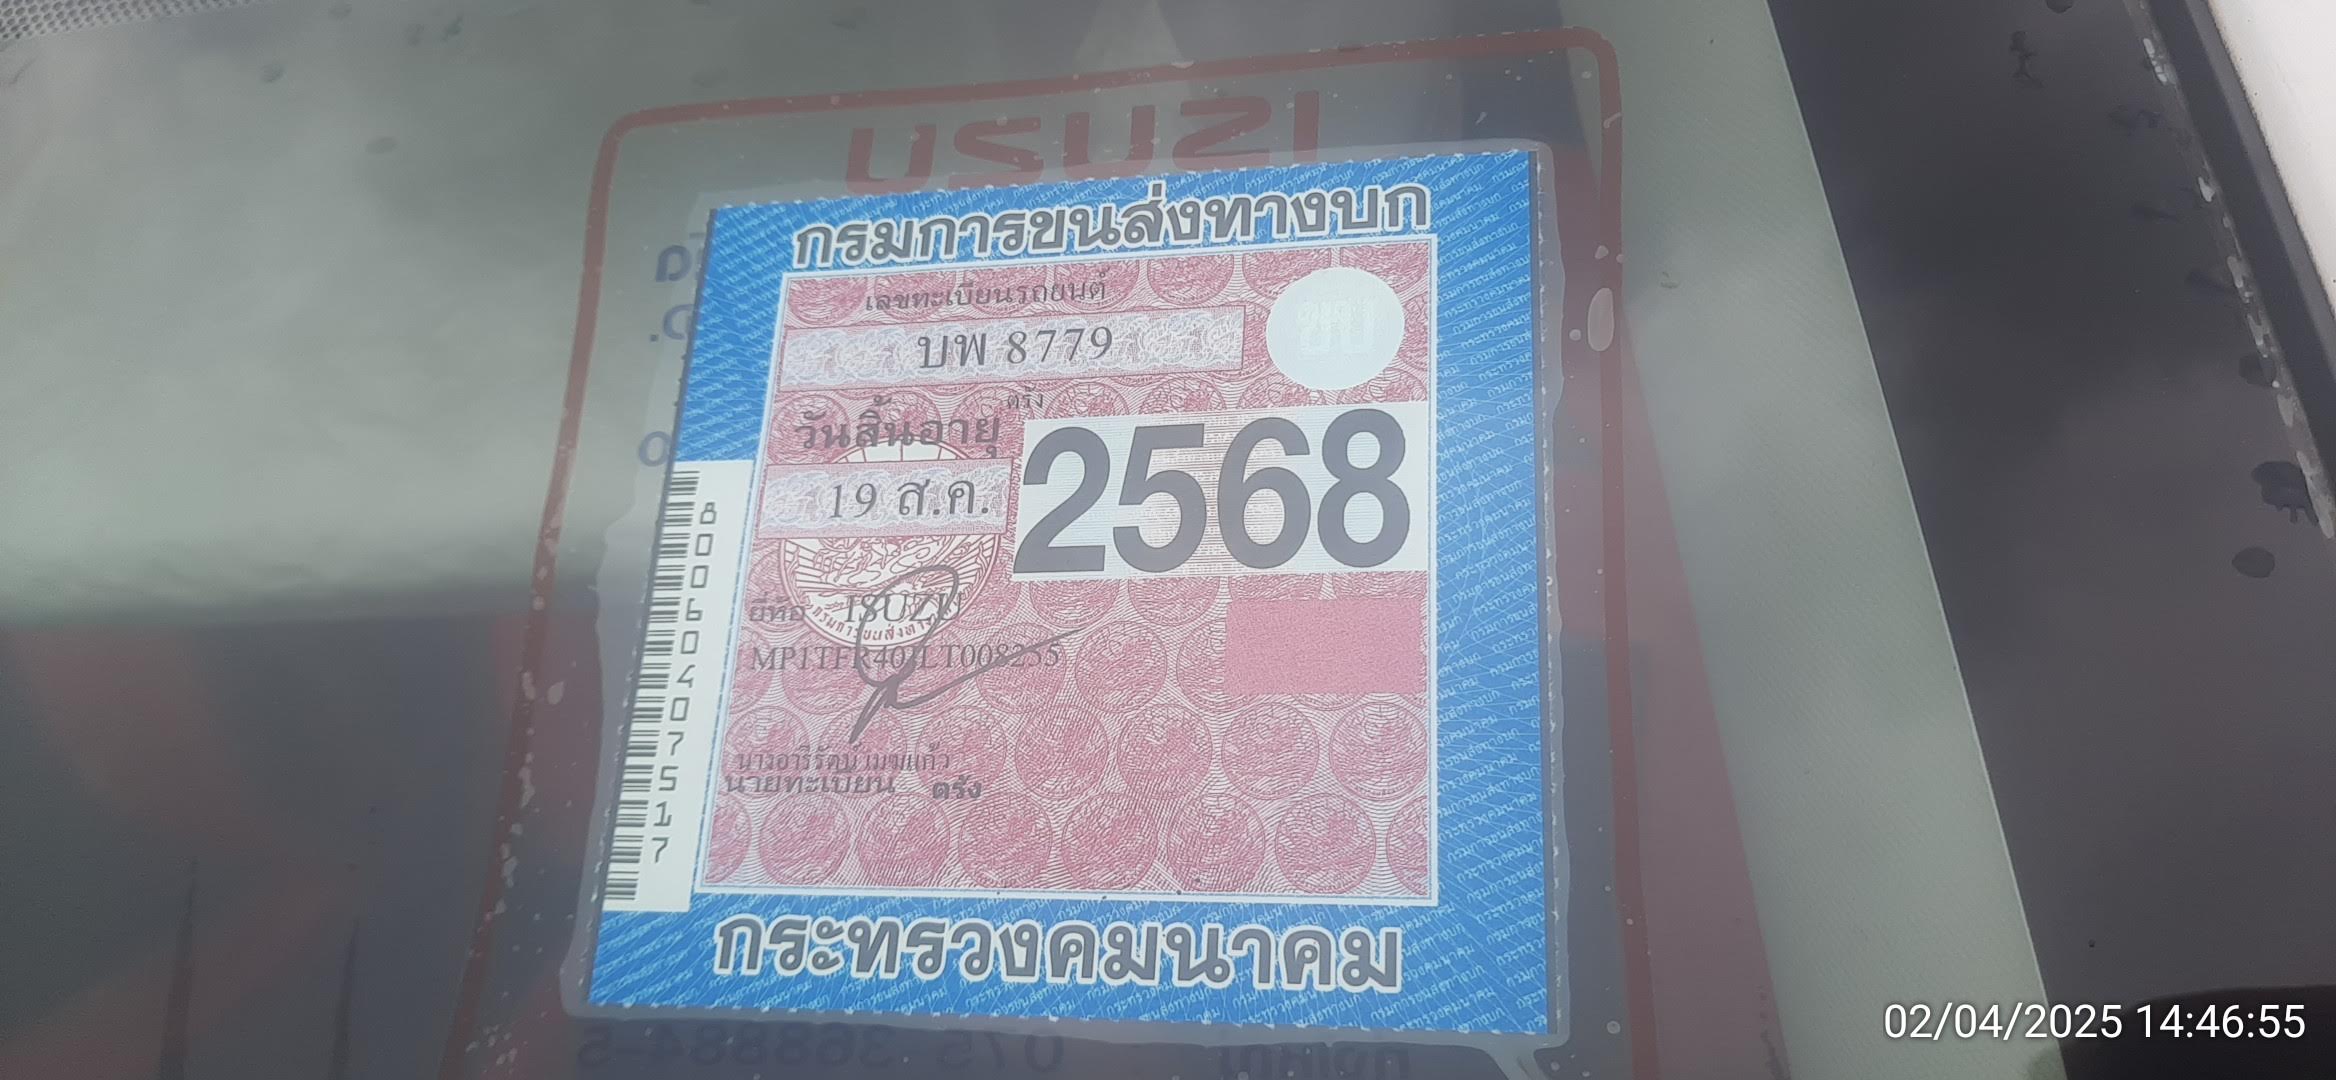 ISUZU
กรมการขนส่งทางบก
เลขทะเบียนรถยนต์
บพ 8779
ตรัง
วันสิ้นอายุ
19 ส.ค.
2568
ยี่ห้อ ISUZU
นายทะเบียน ตรัง
8006040407517
กระทรวงคมนาคม
075
02/04/2025 14:46:55